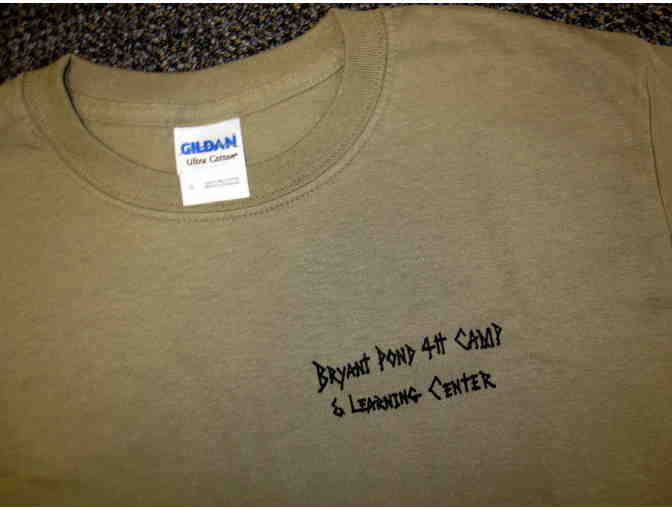 GILDAN
Ultra Cotton®
BRYANT POND 4H CAMP
& LEARNING CENTER